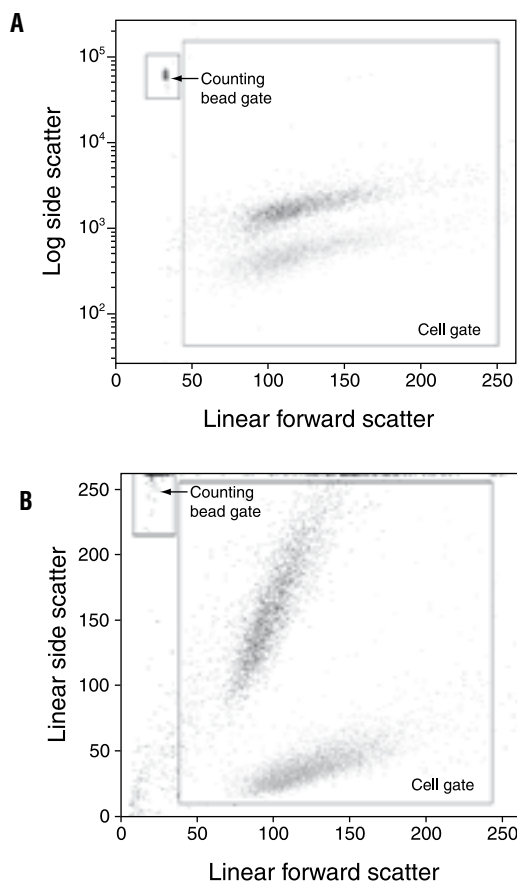 A
10⁵
10⁴
10³
10²
Log side scatter
Counting
bead gate
Cell gate
0 50 100 150 200 250
Linear forward scatter
B
250
200
150
100
50
0
Linear side scatter
Counting
bead gate
Cell gate
0 50 100 150 200 250
Linear forward scatter